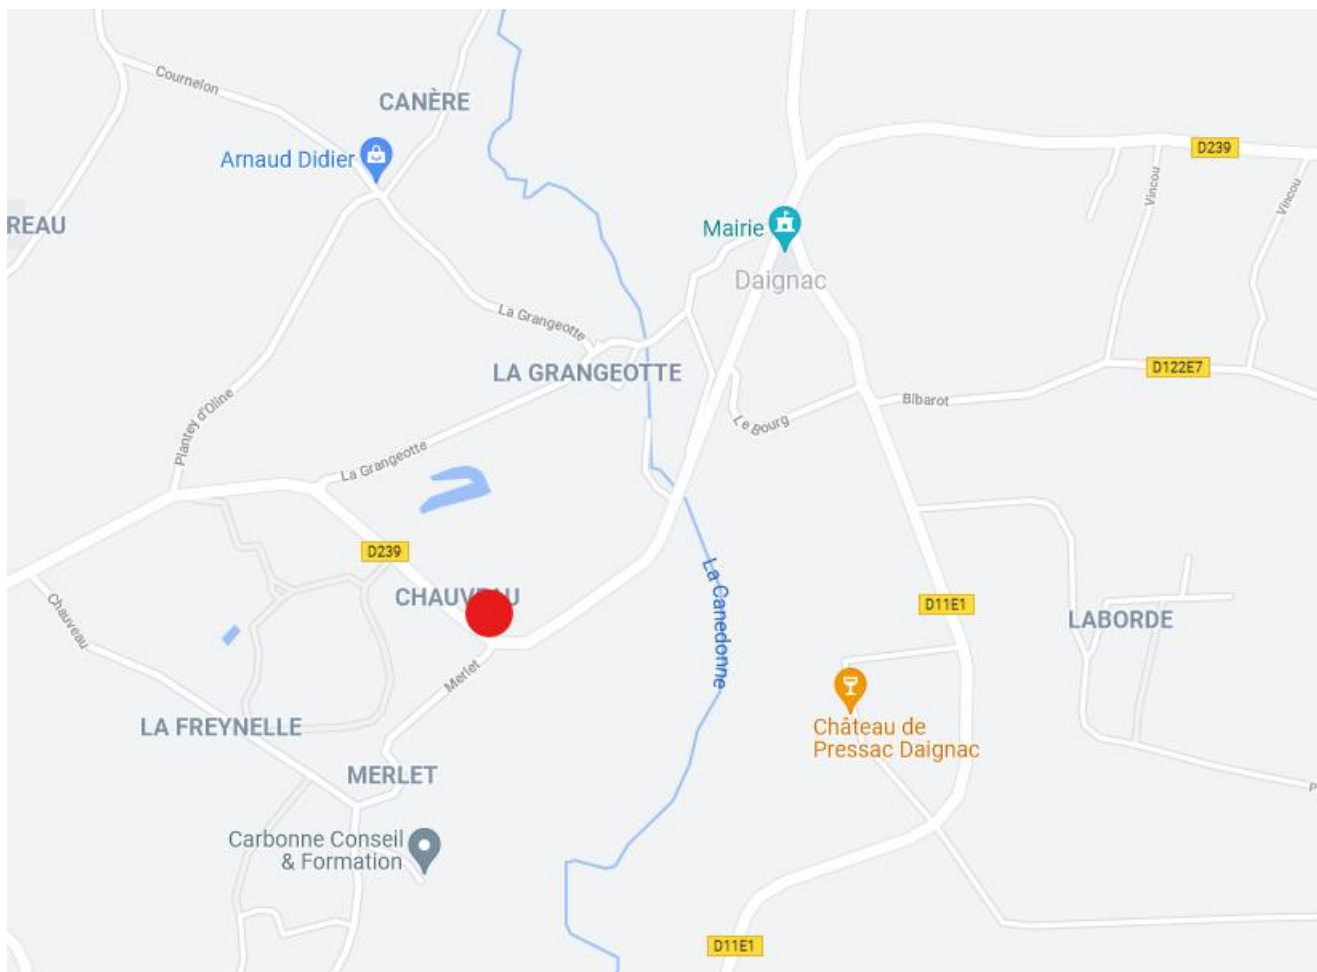 Cournelon
CANÈRE
Arnaud Didier
D239
Vincou
Vincou
REAU
Mairie
Daignac
La Grangeotte
LA GRANGEOTTE
D122E7
Plantey d'Oline
Le Bourg
Bibarot
La Grangeotte
D239
La Canedonne
CHAUVEAU
D11E1
Chauveau
LABORDE
Merlet
LA FREYNELLE
Château de
Pressac Daignac
MERLET
P
Carbonne Conseil
& Formation
D11E1